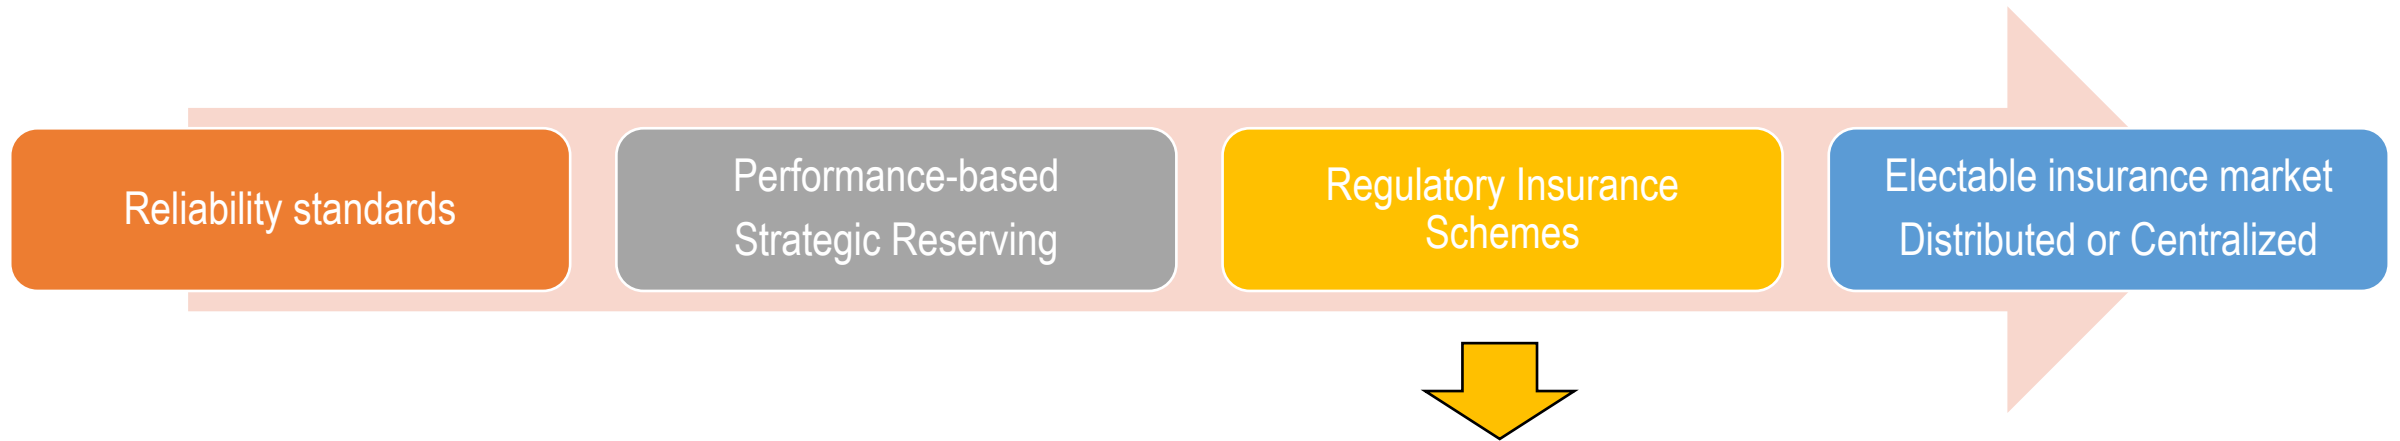 Reliability standards
Performance-based
Strategic Reserving
Regulatory Insurance
Schemes
Electable insurance market
Distributed or Centralized